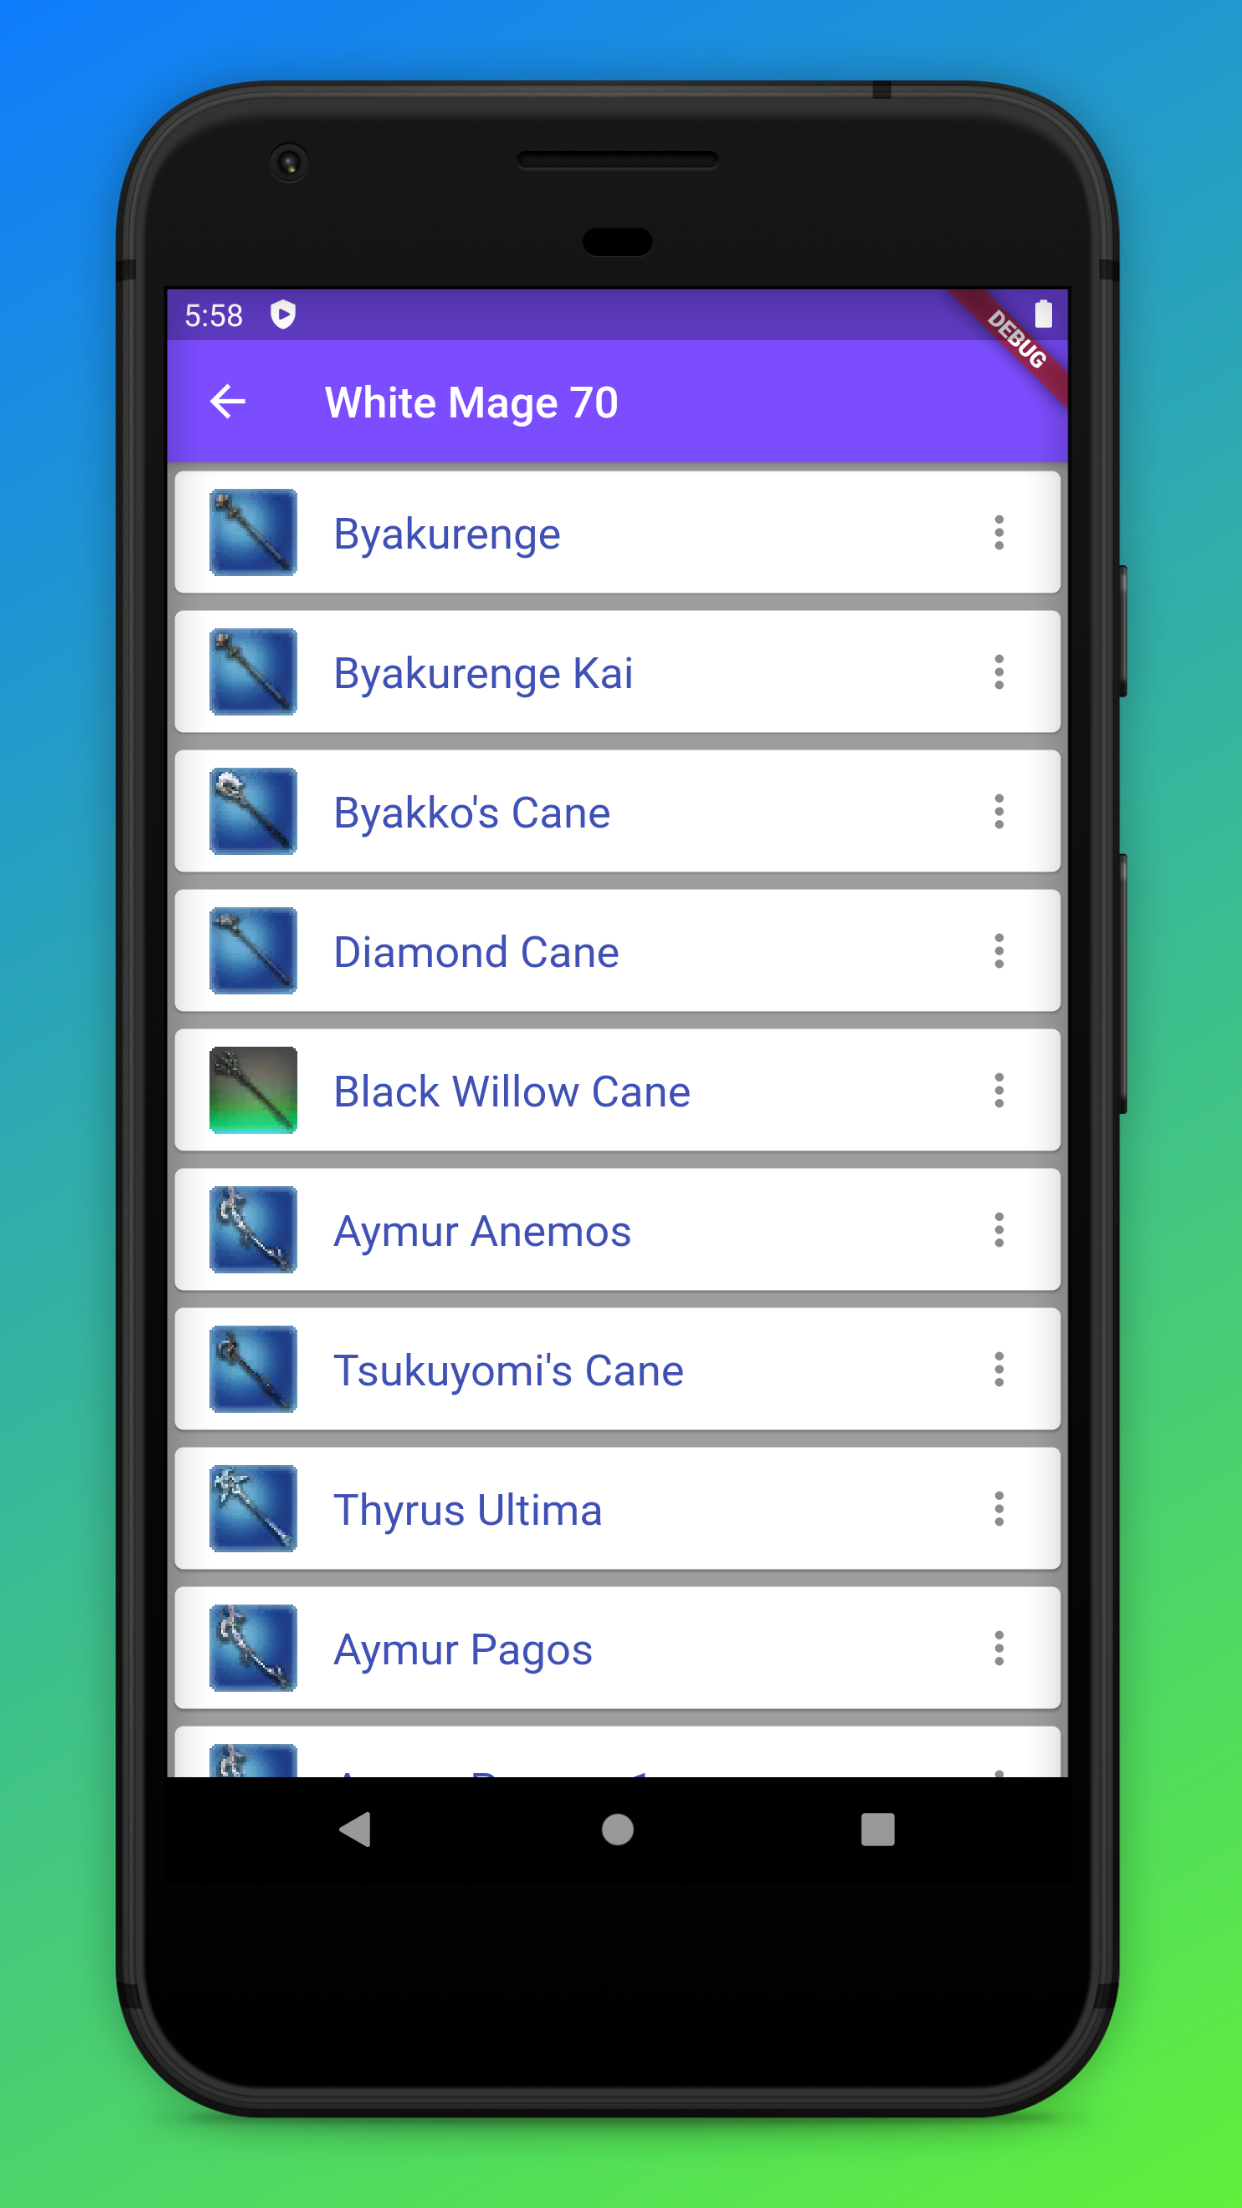 5:58
DEBUG
White Mage 70
Byakurenge
Byakurenge Kai
Byakko's Cane
Diamond Cane
Black Willow Cane
Aymur Anemos
Tsukuyomi's Cane
Thyrus Ultima
Aymur Pagos